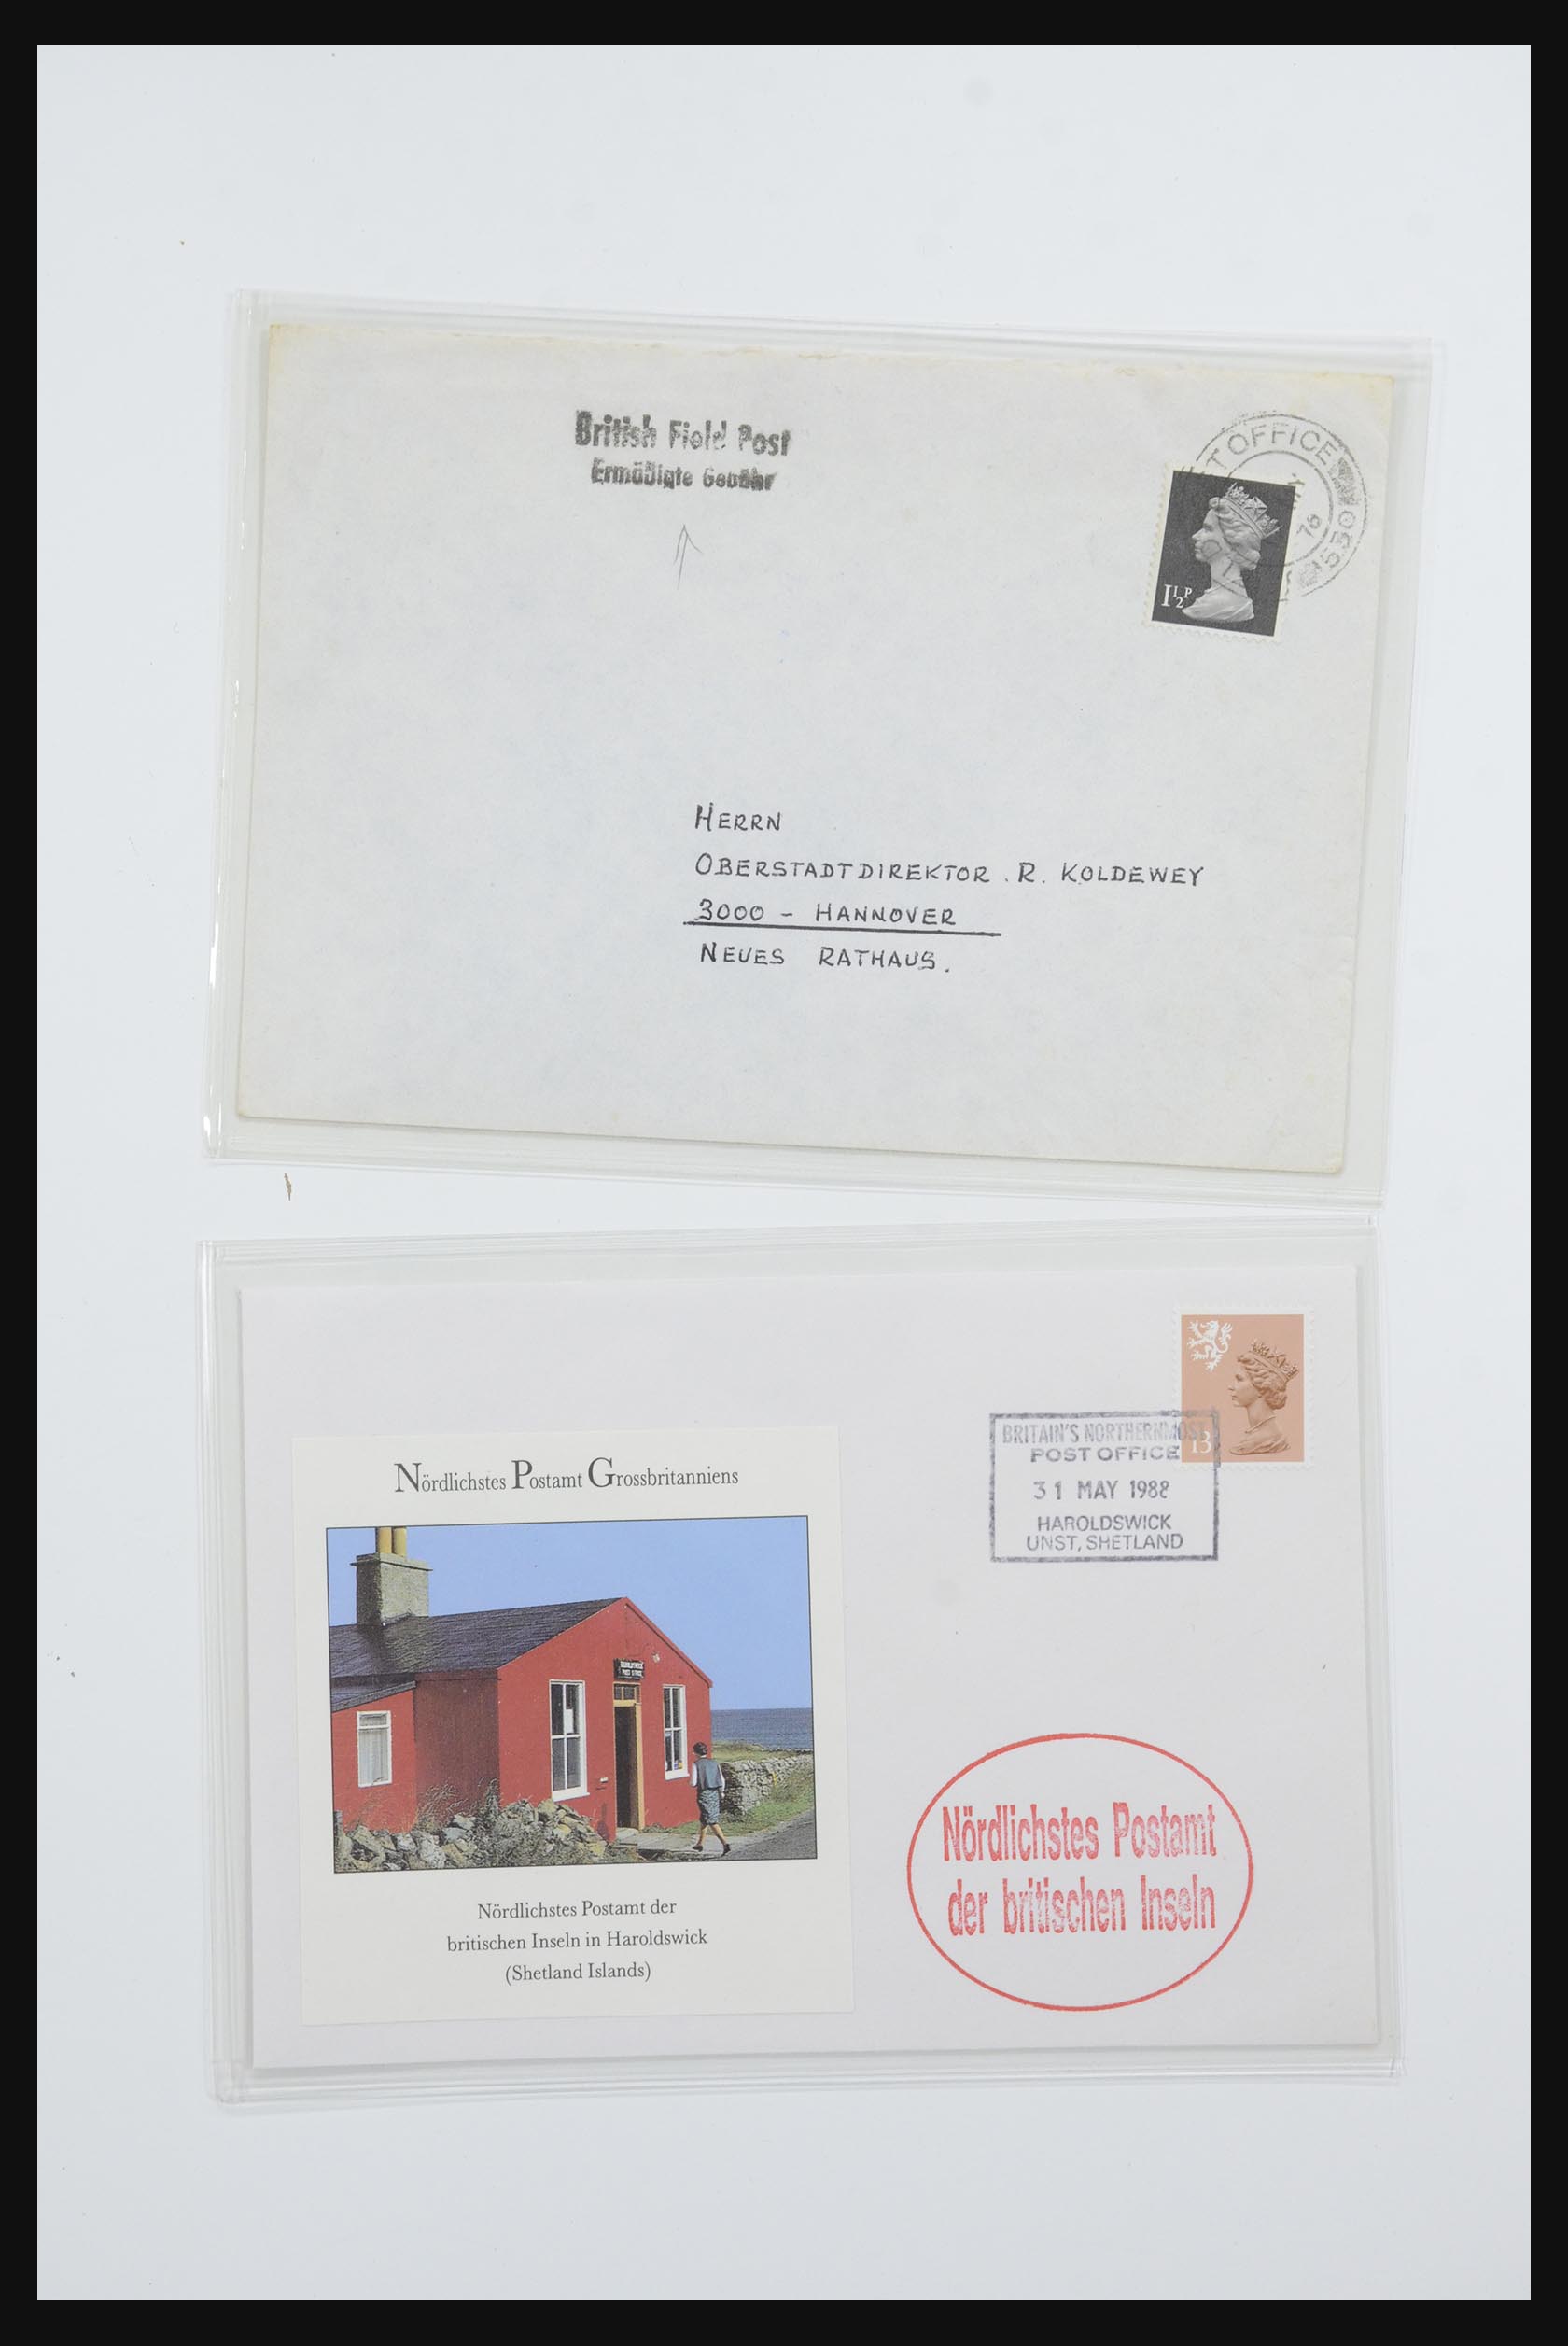 British Field Post
Ermäßigte Gebühr
T OFFICE
76
1½P
HERRN
OBERSTADTDIREKTOR. R. KOLDEWEY
3000 - HANNOVER
NEUES RATHAUS.
13
BRITAIN'S NORTHERNMOST
POST OFFICE
31 MAY 1988
HAROLDSWICK
UNST, SHETLAND
Nördlichstes Postamt Grossbritanniens
Nördlichstes Postamt der
britischen Inseln in Haroldswick
(Shetland Islands)
Nördlichstes Postamt
der britischen Inseln